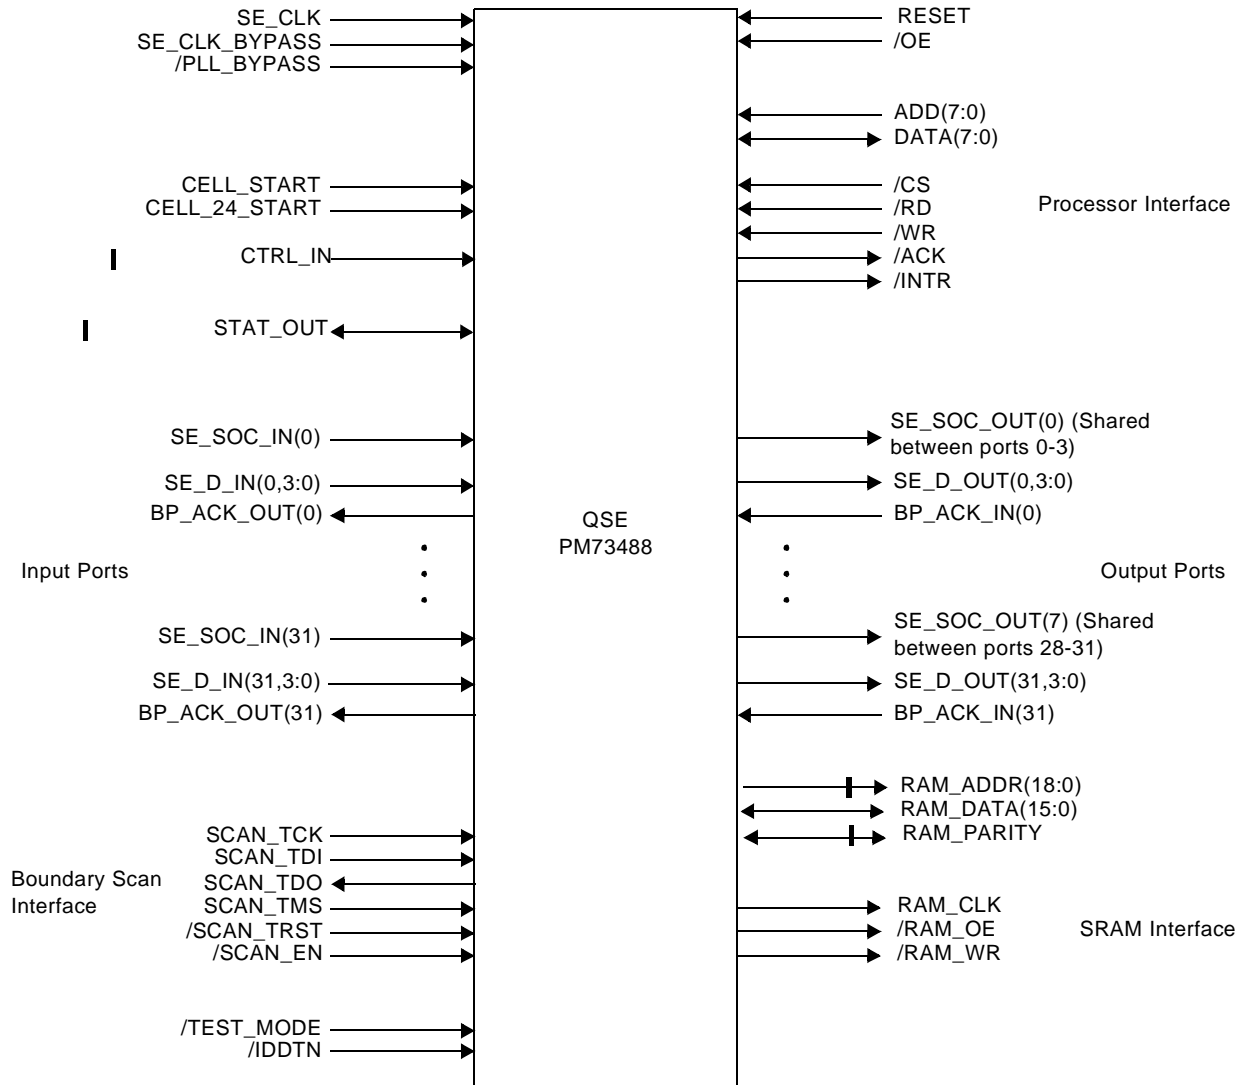 SE_CLK
SE_CLK_BYPASS
/PLL_BYPASS
CELL_START
CELL_24_START
CTRL_IN
STAT_OUT
SE_SOC_IN(0)
SE_D_IN(0,3:0)
BP_ACK_OUT(0)
Input Ports
SE_SOC_IN(31)
SE_D_IN(31,3:0)
BP_ACK_OUT(31)
SCAN_TCK
SCAN_TDI
Boundary Scan
Interface
SCAN_TDO
SCAN_TMS
/SCAN_TRST
/SCAN_EN
/TEST_MODE
/IDDTN
QSE
PM73488
RESET
/OE
ADD(7:0)
DATA(7:0)
/CS
/RD
/WR
/ACK
/INTR
Processor Interface
SE_SOC_OUT(0) (Shared
between ports 0-3)
SE_D_OUT(0,3:0)
BP_ACK_IN(0)
Output Ports
SE_SOC_OUT(7) (Shared
between ports 28-31)
SE_D_OUT(31,3:0)
BP_ACK_IN(31)
RAM_ADDR(18:0)
RAM_DATA(15:0)
RAM_PARITY
RAM_CLK
/RAM_OE
/RAM_WR
SRAM Interface